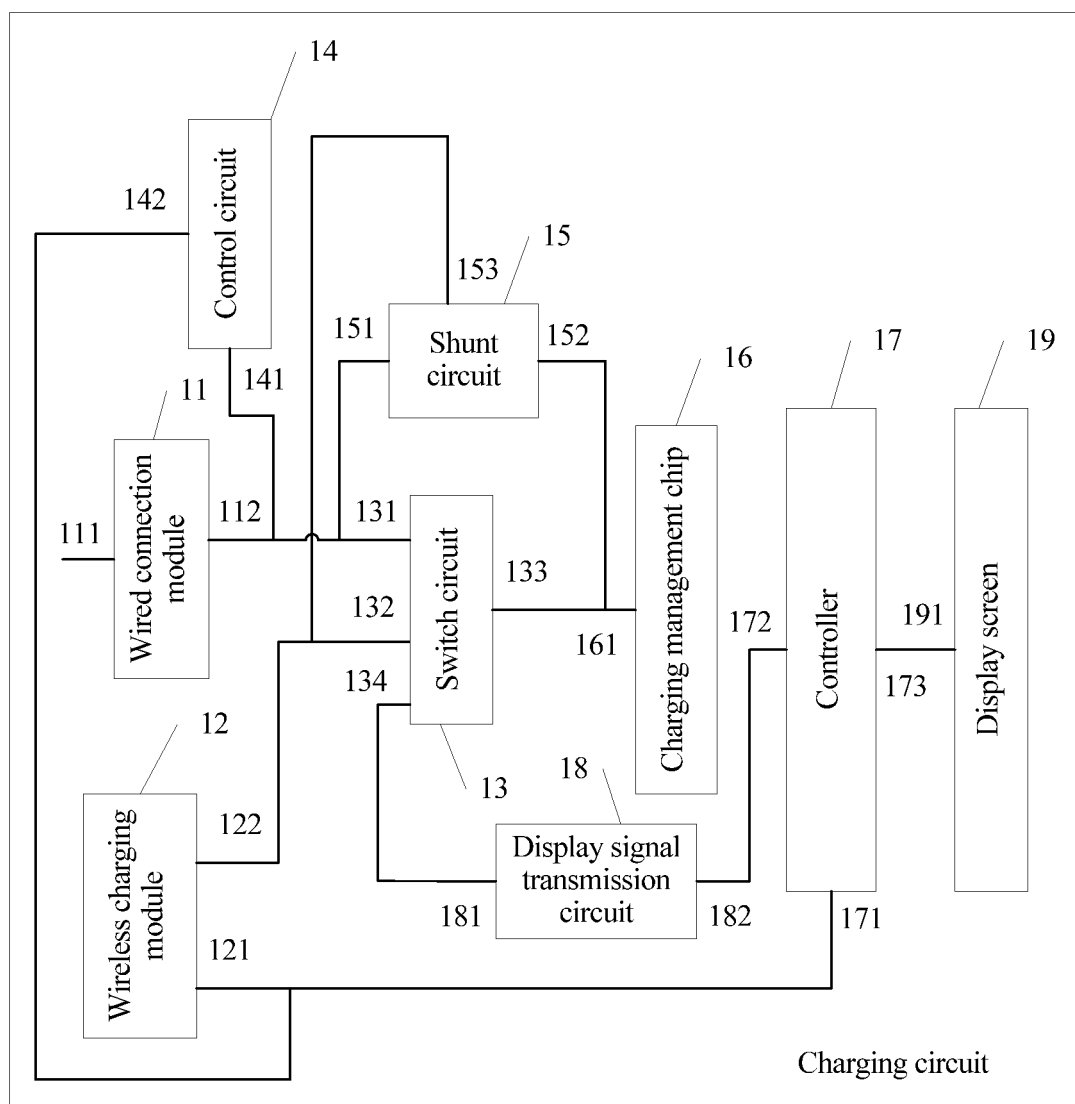 14
142
Control circuit
15
153
151
Shunt
circuit
152
16
17
19
141
11
Wired connection
module
112
111
131
Switch circuit
133
132
134
13
161
Charging management chip
172
Controller
191
173
Display screen
12
Wireless charging
module
122
121
18
Display signal
transmission
circuit
181
182
171
Charging circuit